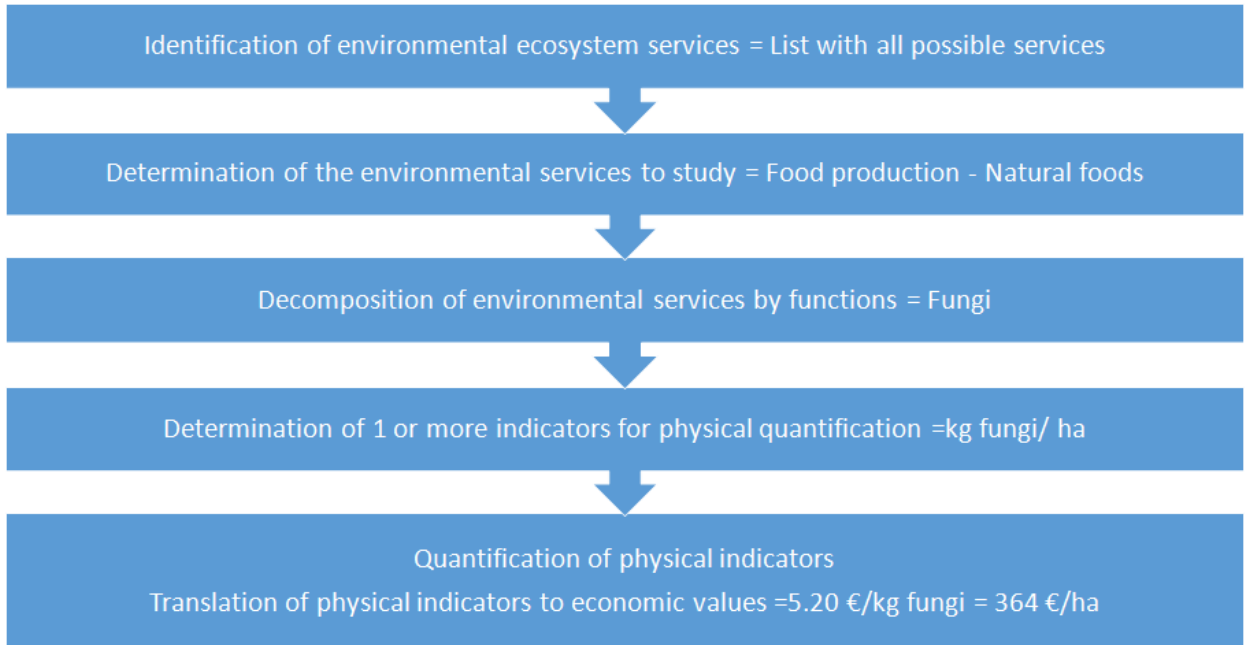 Identification of environmental ecosystem services = List with all possible services
Determination of the environmental services to study = Food production - Natural foods
Decomposition of environmental services by functions = Fungi
Determination of 1 or more indicators for physical quantification =kg fungi/ ha
Quantification of physical indicators
Translation of physical indicators to economic values =5.20 €/kg fungi = 364 €/ha